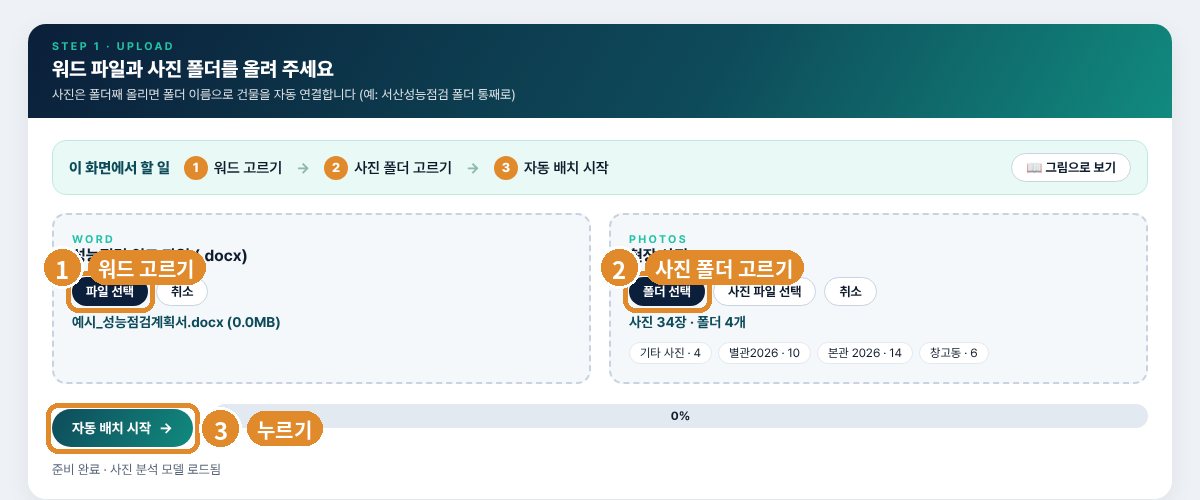 STEP 1 · UPLOAD
워드 파일과 사진 폴더를 올려 주세요
사진은 폴더째 올리면 폴더 이름으로 건물을 자동 연결합니다 (예: 서산성능점검 폴더 통째로)
이 화면에서 할 일 1 워드 고르기 → 2 사진 폴더 고르기 → 3 자동 배치 시작
📖 그림으로 보기
WORD
.docx)
1 워드 고르기
파일 선택 취소
예시_성능점검계획서.docx (0.0MB)
PHOTOS
2 사진 폴더 고르기
폴더 선택 사진 파일 선택 취소
사진 34장 · 폴더 4개
기타 사진 · 4 별관2026 · 10 본관 2026 · 14 창고동 · 6
자동 배치 시작 → 3 누르기
0%
준비 완료 · 사진 분석 모델 로드됨